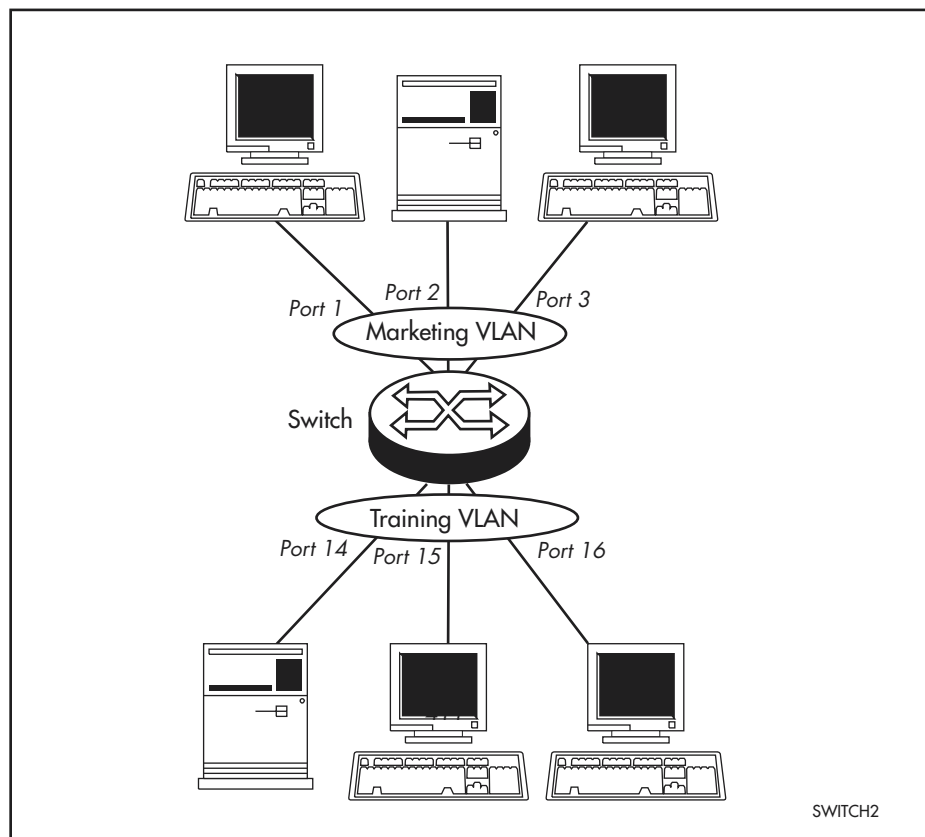 Port 1
Port 2
Port 3
Marketing VLAN
Switch
Training VLAN
Port 14
Port 15
Port 16
SWITCH2